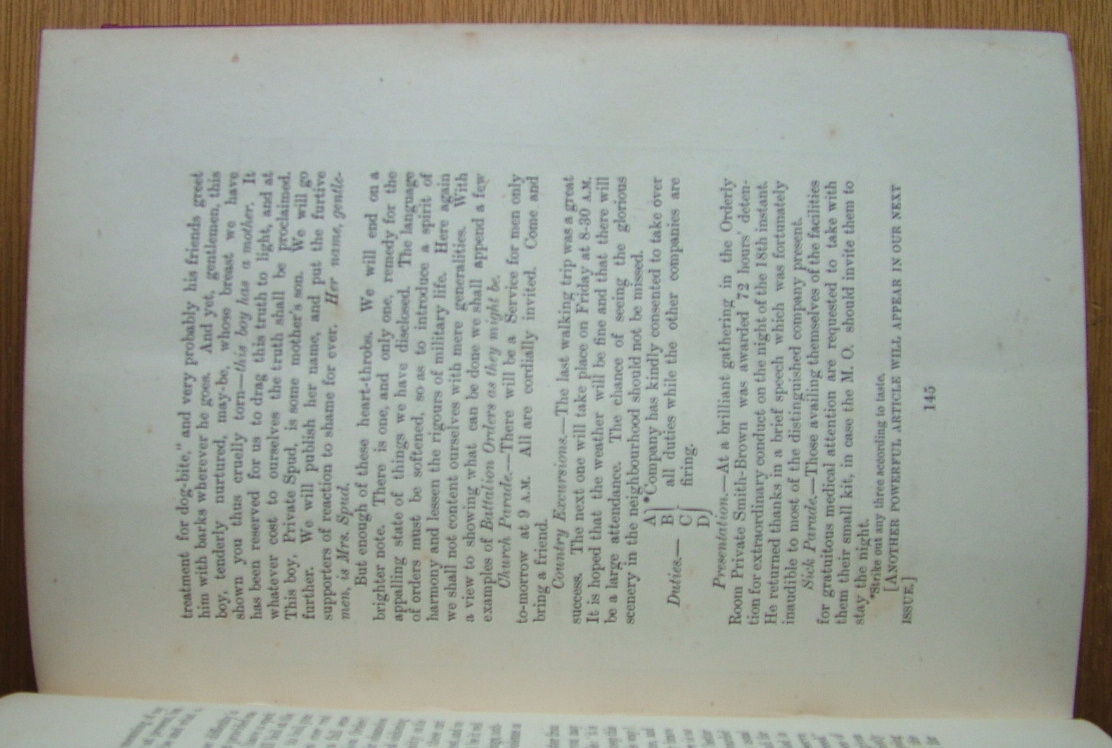 treatment for dog-bite," and very probably his friends greet
him with barks wherever he goes. And yet, gentlemen, this
boy, tenderly nurtured, may-be, whose breast we have
shown you thus cruelly torn—this boy has a mother. It
has been reserved for us to drag this truth to light, and at
whatever cost to ourselves the truth shall be proclaimed.
This boy, Private Spud, is some mother's son. We will go
further. We will publish her name, and put the furtive
supporters of reaction to shame for ever. Her name, gentle-
men, is Mrs. Spud.
But enough of these heart-throbs. We will end on a
brighter note. There is one, and only one, remedy for the
appalling state of things we have disclosed. The language
of orders must be softened, so as to introduce a spirit of
harmony and lessen the rigours of military life. Here again
we shall not content ourselves with mere generalities. With
a view to showing what can be done we shall append a few
examples of Battalion Orders as they might be.
Church Parade.—There will be a Service for men only
to-morrow at 9 A.M. All are cordially invited. Come and
bring a friend.
Country Excursions.—The last walking trip was a great
success. The next one will take place on Friday at 8-30 A.M.
It is hoped that the weather will be fine and that there will
be a large attendance. The chance of seeing the glorious
scenery in the neighbourhood should not be missed.
A
B
C
D
Duties.— *Company has kindly consented to take over
all duties while the other companies are
firing.
Presentation.—At a brilliant gathering in the Orderly
Room Private Smith-Brown was awarded 72 hours' deten-
tion for extraordinary conduct on the night of the 18th instant.
He returned thanks in a brief speech which was fortunately
inaudible to most of the distinguished company present.
Sick Parade.—Those availing themselves of the facilities
for gratuitous medical attention are requested to take with
them their small kit, in case the M. O. should invite them to
stay the night.
*Strike out any three according to taste.
[ANOTHER POWERFUL ARTICLE WILL APPEAR IN OUR NEXT
ISSUE.]
145